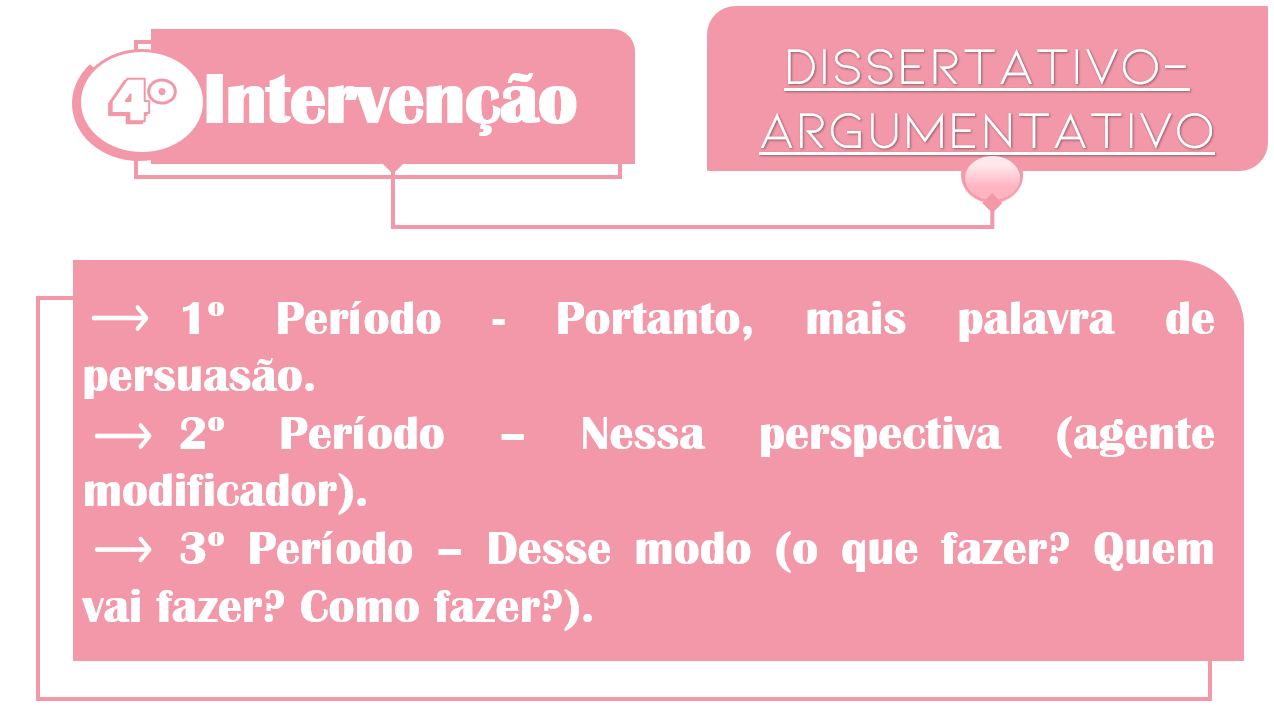 4º Intervenção
DISSERTATIVO-
ARGUMENTATIVO
1º Período - Portanto, mais palavra de
persuasão.
2º Período – Nessa perspectiva (agente
modificador).
3º Período – Desse modo (o que fazer? Quem
vai fazer? Como fazer?).